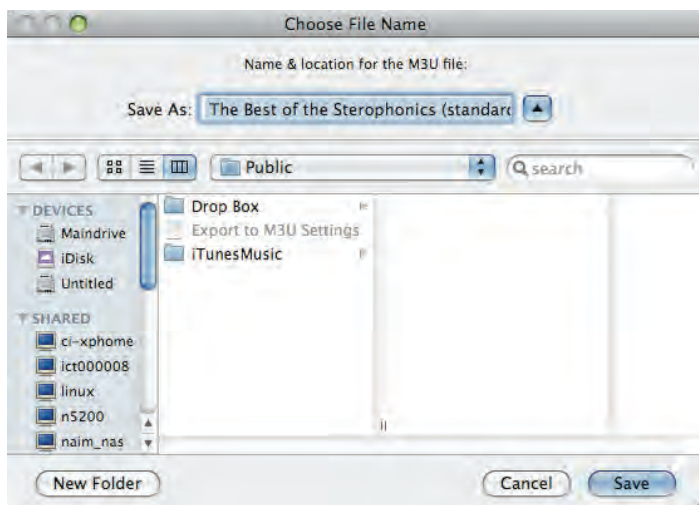 Choose File Name
Name & location for the M3U file:
Save As: The Best of the Sterophonics (standard
Public
search
DEVICES
Maindrive
iDisk
Untitled
SHARED
ci-xphome
ict000008
linux
n5200
naim_nas
Drop Box
Export to M3U Settings
iTunesMusic
New Folder
Cancel
Save